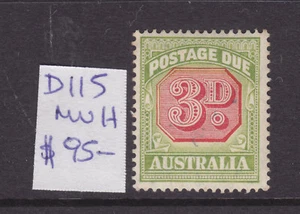 D115
MUH
$95-
POSTAGE DUE
3D.
AUSTRALIA